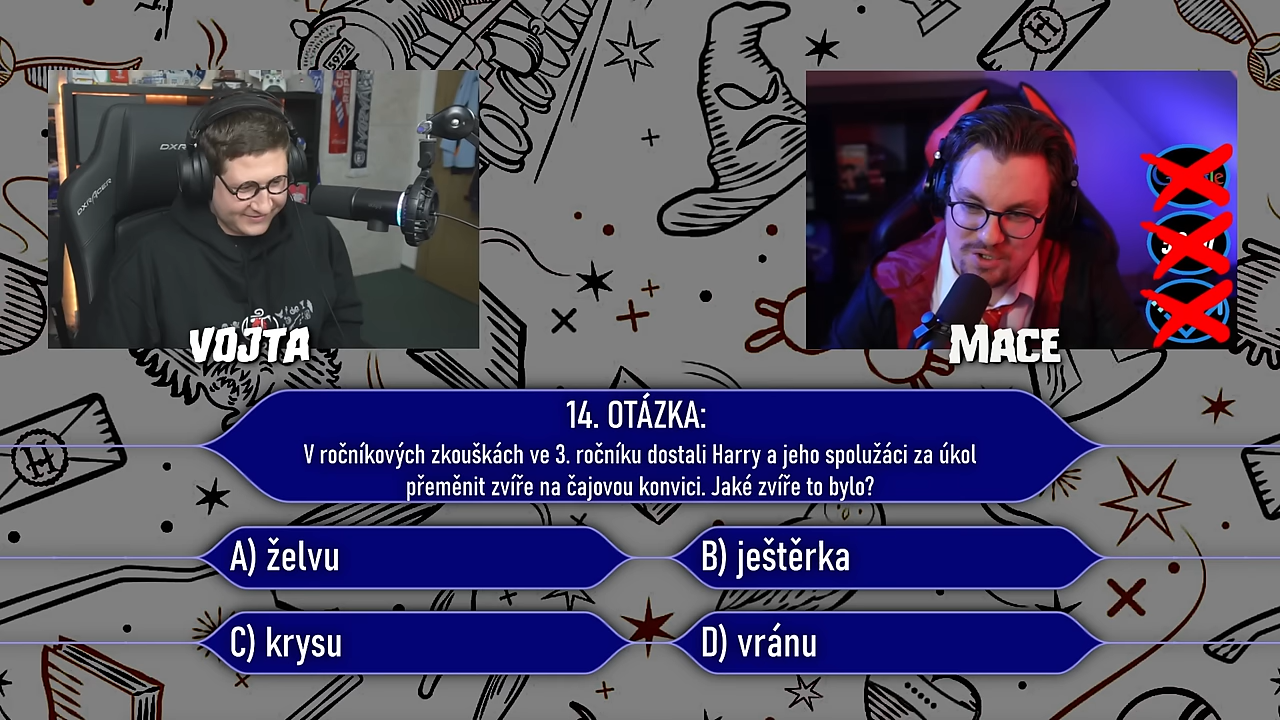 DXRACER
VOJTA
MACE
14. OTÁZKA:
V ročníkových zkouškách ve 3. ročníku dostali Harry a jeho spolužáci za úkol
přeměnit zvíře na čajovou konvici. Jaké zvíře to bylo?
A) želvu
B) ještěrka
C) krysu
D) vránu